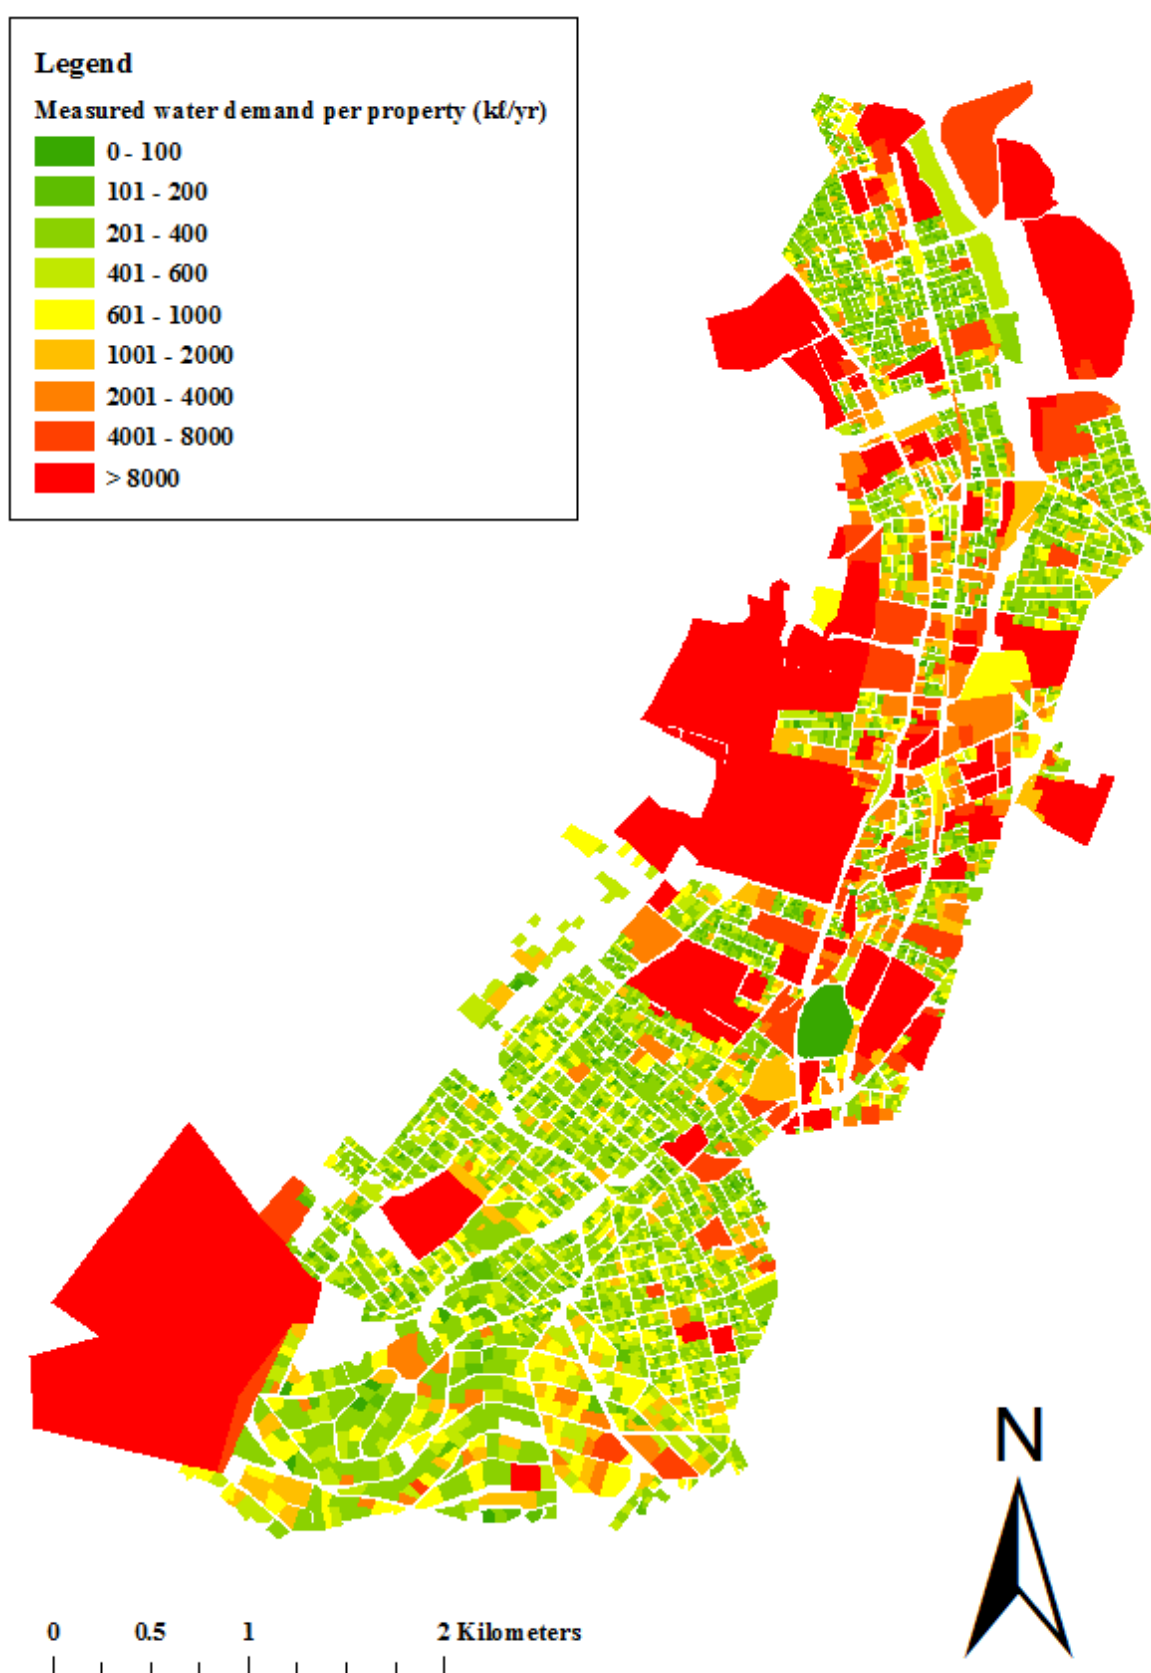 Legend
Measured water demand per property (kℓ/yr)
0 - 100
101 - 200
201 - 400
401 - 600
601 - 1000
1001 - 2000
2001 - 4000
4001 - 8000
> 8000
N
0 0.5 1 2 Kilometers